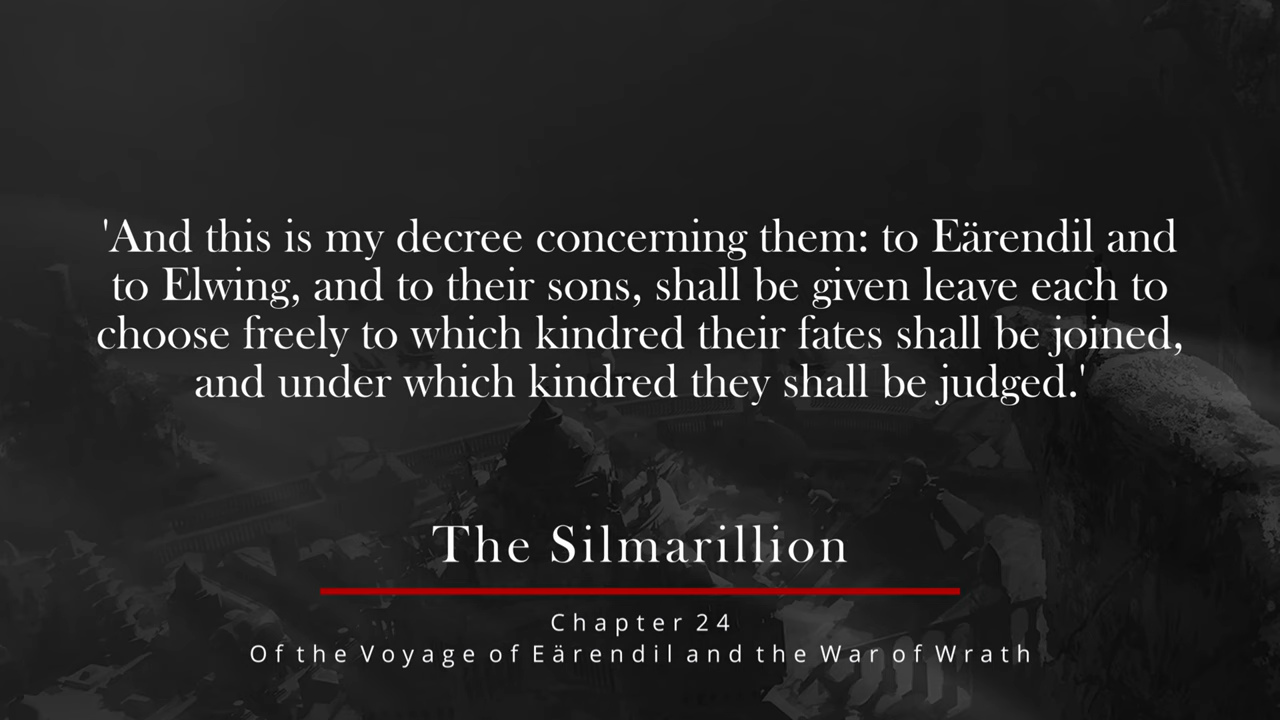 'And this is my decree concerning them: to Eärendil and
to Elwing, and to their sons, shall be given leave each to
choose freely to which kindred their fates shall be joined,
and under which kindred they shall be judged.'
The Silmarillion
Chapter 24
Of the Voyage of Eärendil and the War of Wrath